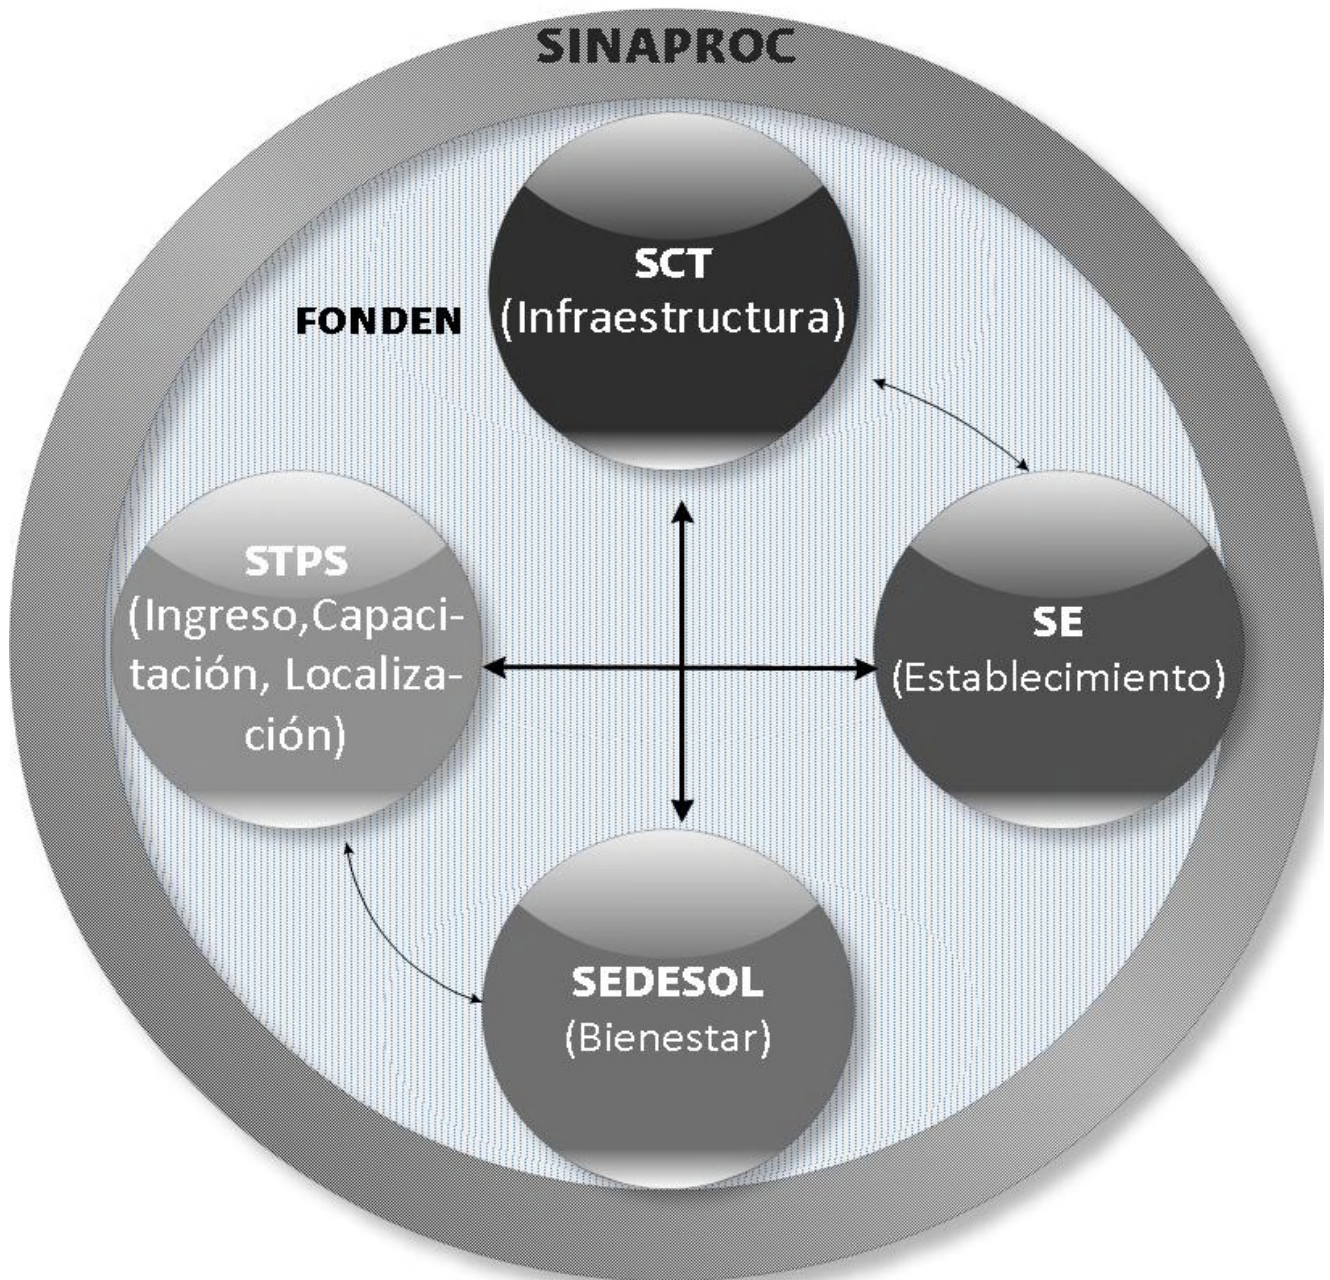 SINAPROC
SCT
(Infraestructura)
FONDEN
STPS
(Ingreso,Capaci-
tación, Localiza-
ción)
SE
(Establecimiento)
SEDESOL
(Bienestar)